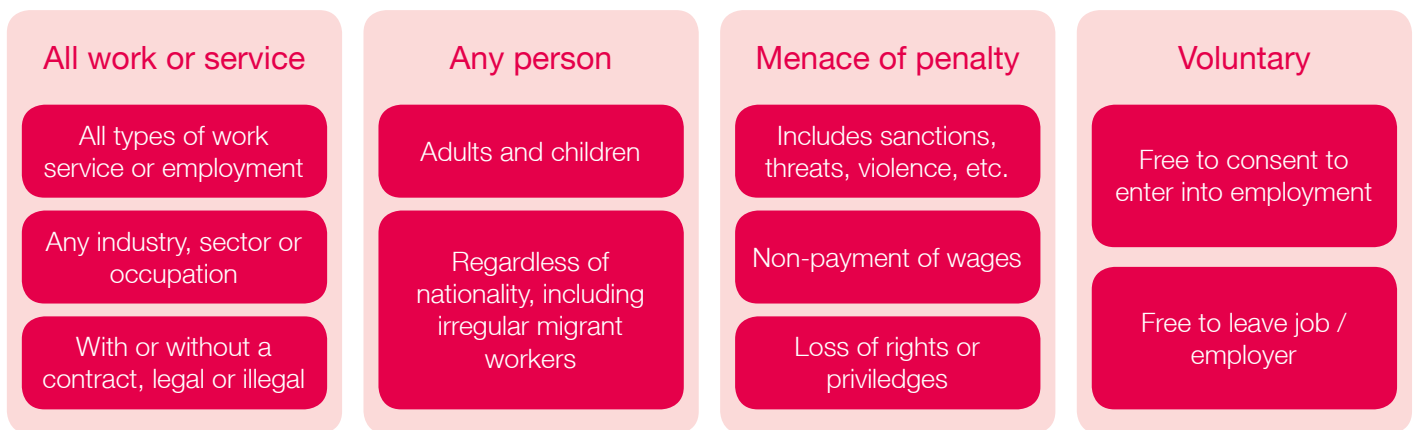 All work or service
All types of work
service or employment
Any industry, sector or
occupation
With or without a
contract, legal or illegal
Any person
Adults and children
Regardless of
nationality, including
irregular migrant
workers
Menace of penalty
Includes sanctions,
threats, violence, etc.
Non-payment of wages
Loss of rights or
priviledges
Voluntary
Free to consent to
enter into employment
Free to leave job /
employer